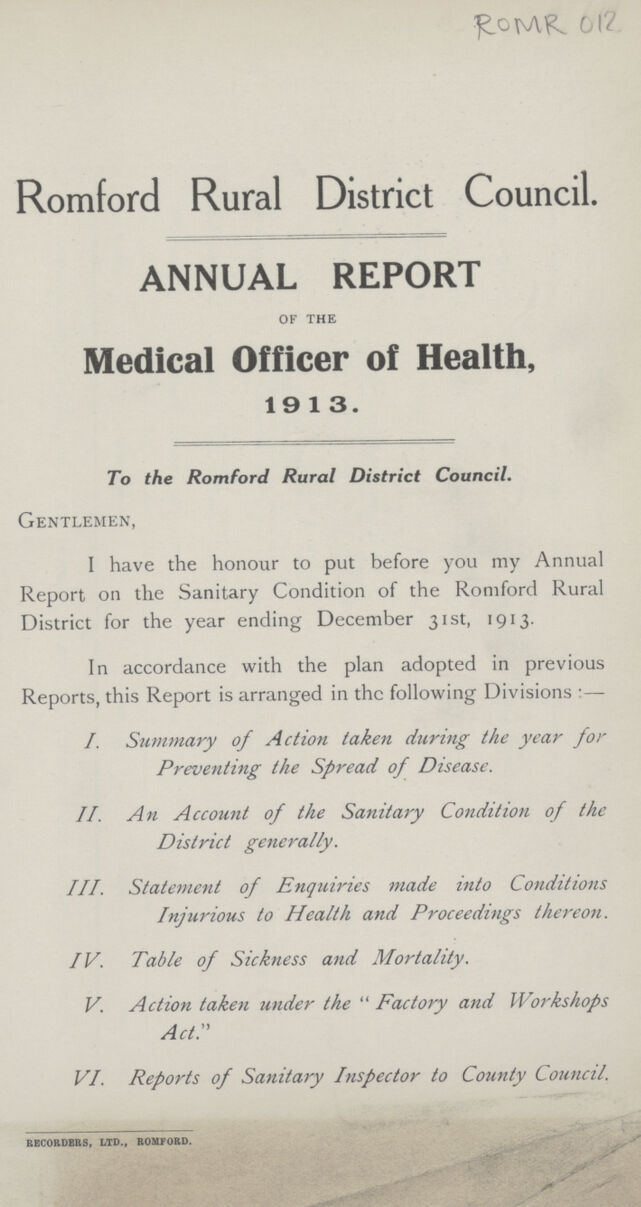 ROMR 012
Romford Rural District Council.
ANNUAL REPORT
OF THE
Medical Officer of Health,
1913.
To the Romford Rural District Council.
GENTLEMEN,
I have the honour to put before you my Annual
Report on the Sanitary Condition of the Romford Rural
District for the year ending December 31st, 1913.
In accordance with the plan adopted in previous
Reports, this Report is arranged in the following Divisions :—
I. Summary of Action taken during the year for
Preventing the Spread of Disease.
II. An Account of the Sanitary Condition of the
District generally.
III. Statement of Enquiries made into Conditions
Injurious to Health and Proceedings thereon.
IV. Table of Sickness and Mortality.
V. Action taken under the “ Factory and Workshops
Act.”
VI. Reports of Sanitary Inspector to County Council.
RECORDERS, LTD., ROMFORD.